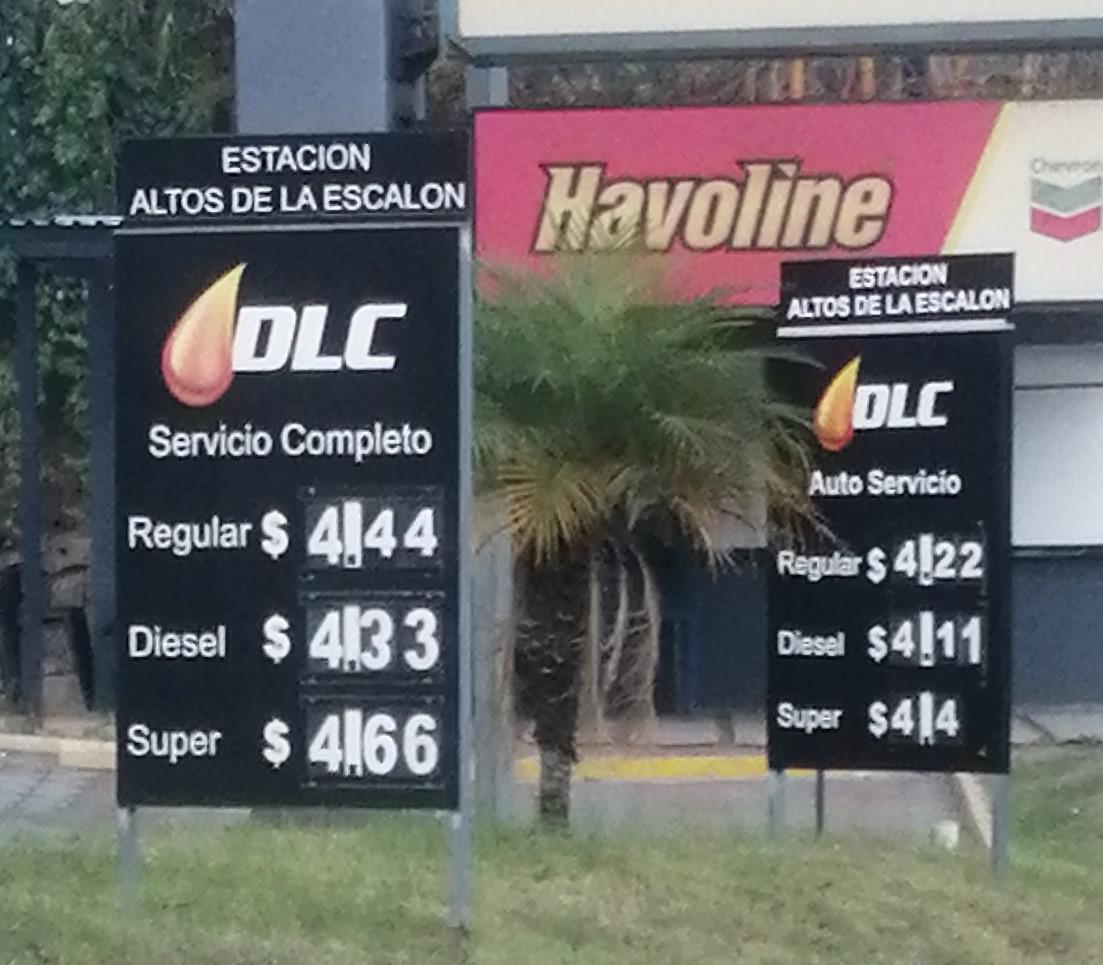 ESTACION
ALTOS DE LA ESCALON
DLC
Servicio Completo
Regular $ 4.44
Diesel $ 4.33
Super $ 4.66
Havoline
Chevron
ESTACION
ALTOS DE LA ESCALON
DLC
Auto Servicio
Regular $ 4.22
Diesel $ 4.11
Super $ 4.4